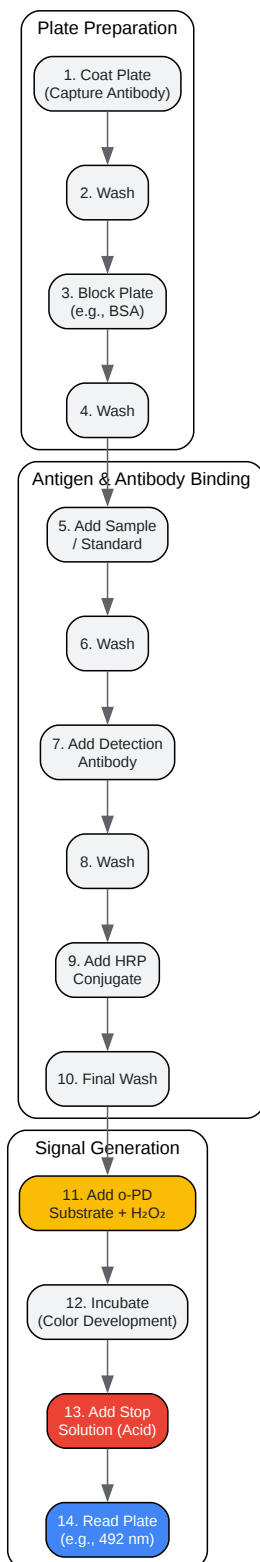 Plate Preparation
1. Coat Plate
(Capture Antibody)
2. Wash
3. Block Plate
(e.g., BSA)
4. Wash
Antigen & Antibody Binding
5. Add Sample
/ Standard
6. Wash
7. Add Detection
Antibody
8. Wash
9. Add HRP
Conjugate
10. Final Wash
Signal Generation
11. Add o-PD
Substrate + H₂O₂
12. Incubate
(Color Development)
13. Add Stop
Solution (Acid)
14. Read Plate
(e.g., 492 nm)